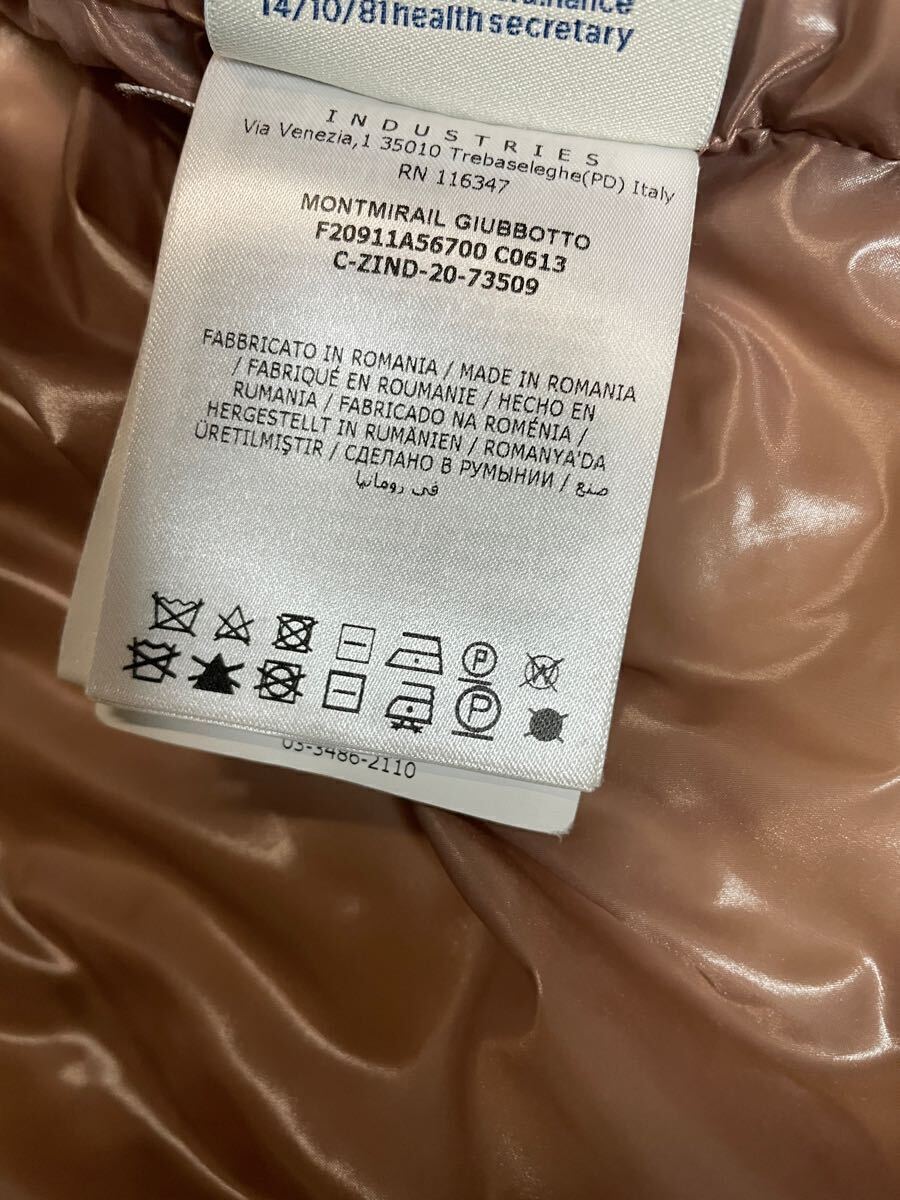 14/10/81 health secretary
INDUSTRIES
Via Venezia,1 35010 Trebaseleghe(PD) Italy
RN 116347
MONTMIRAIL GIUBBOTTO
F20911A56700 C0613
C-ZIND-20-73509
FABBRICATO IN ROMANIA / MADE IN ROMANIA
/ FABRIQUÉ EN ROUMANIE / HECHO EN
RUMANIA / FABRICADO NA ROMÉNIA /
HERGESTELLT IN RUMÄNIEN / ROMANYA'DA
ÜRETILMIŞTIR / СДЕЛАНО В РУМЫНИИ / صنع
في رومانيا
P W
P
03-3486-2110